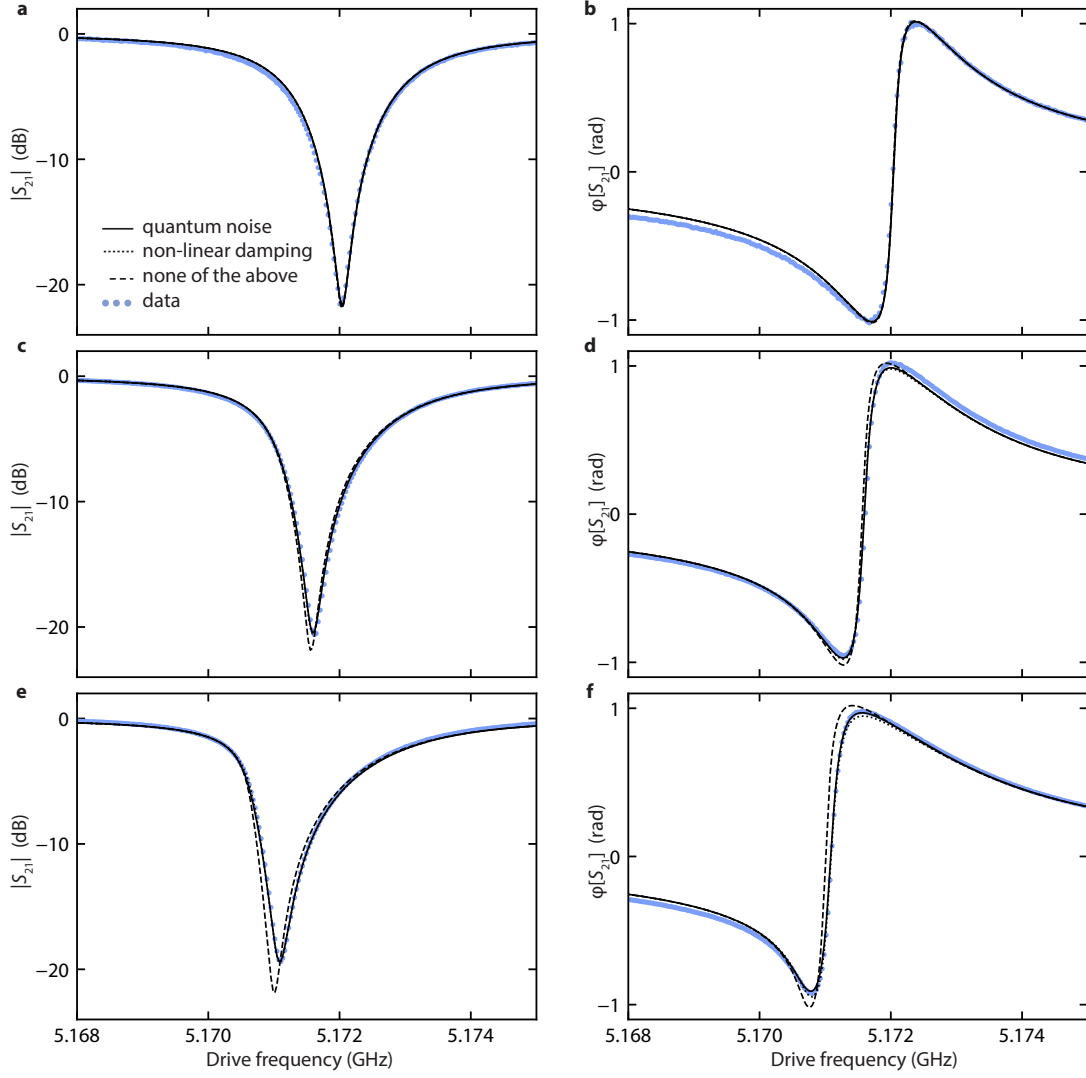 a
0
−10
−20
|S21| (dB)
quantum noise
non-linear damping
none of the above
data
b
1
0
−1
φ[S21] (rad)
c
0
−10
−20
|S21| (dB)
d
1
0
−1
φ[S21] (rad)
e
0
−10
−20
|S21| (dB)
5.168 5.170 5.172 5.174
Drive frequency (GHz)
f
1
0
−1
φ[S21] (rad)
5.168 5.170 5.172 5.174
Drive frequency (GHz)